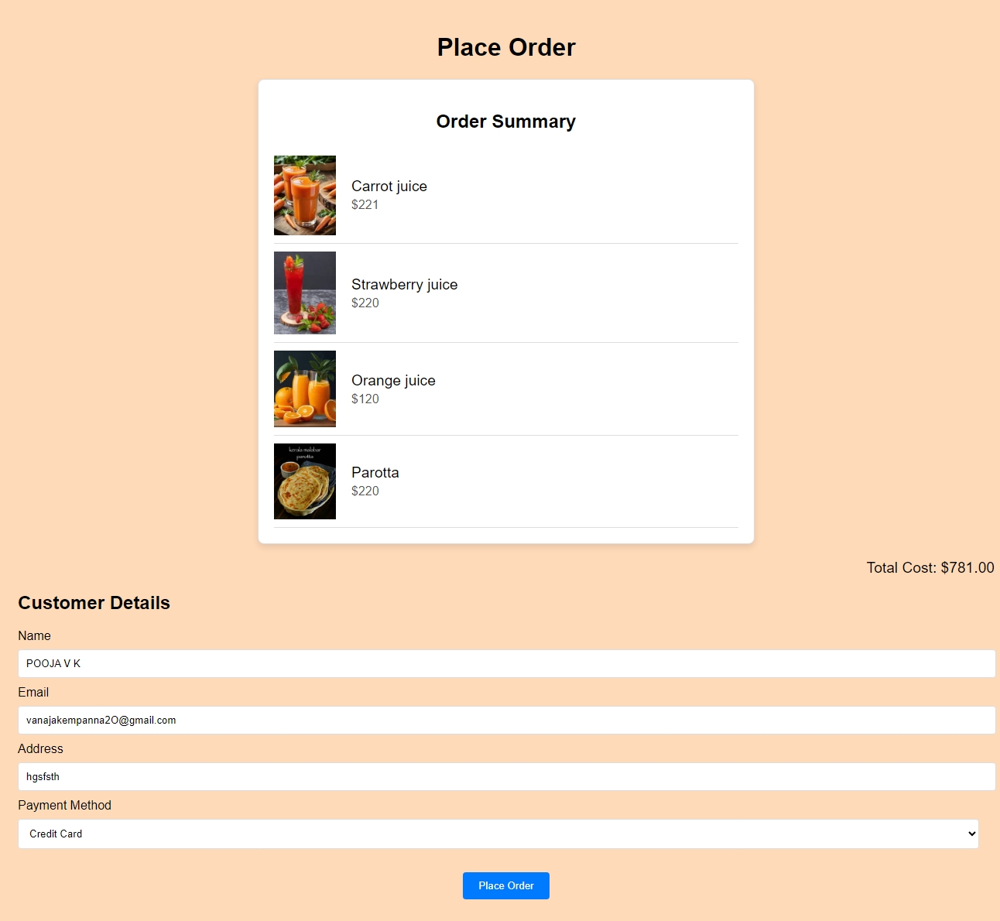 Place Order
Order Summary
Carrot juice
$221
Strawberry juice
$220
Orange juice
$120
kerala malabar
parotta
Parotta
$220
Total Cost: $781.00
Customer Details
Name
POOJA V K
Email
vanajakempanna2O@gmail.com
Address
hgsfsth
Payment Method
Credit Card
Place Order